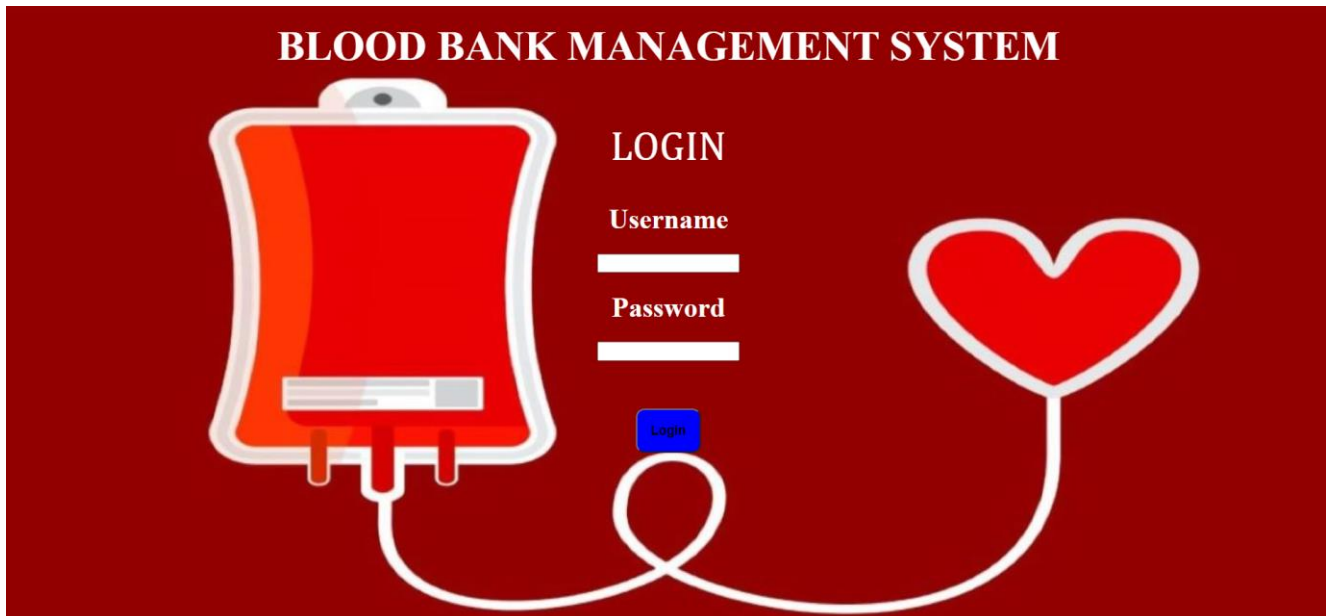 BLOOD BANK MANAGEMENT SYSTEM
LOGIN
Username
Password
Login